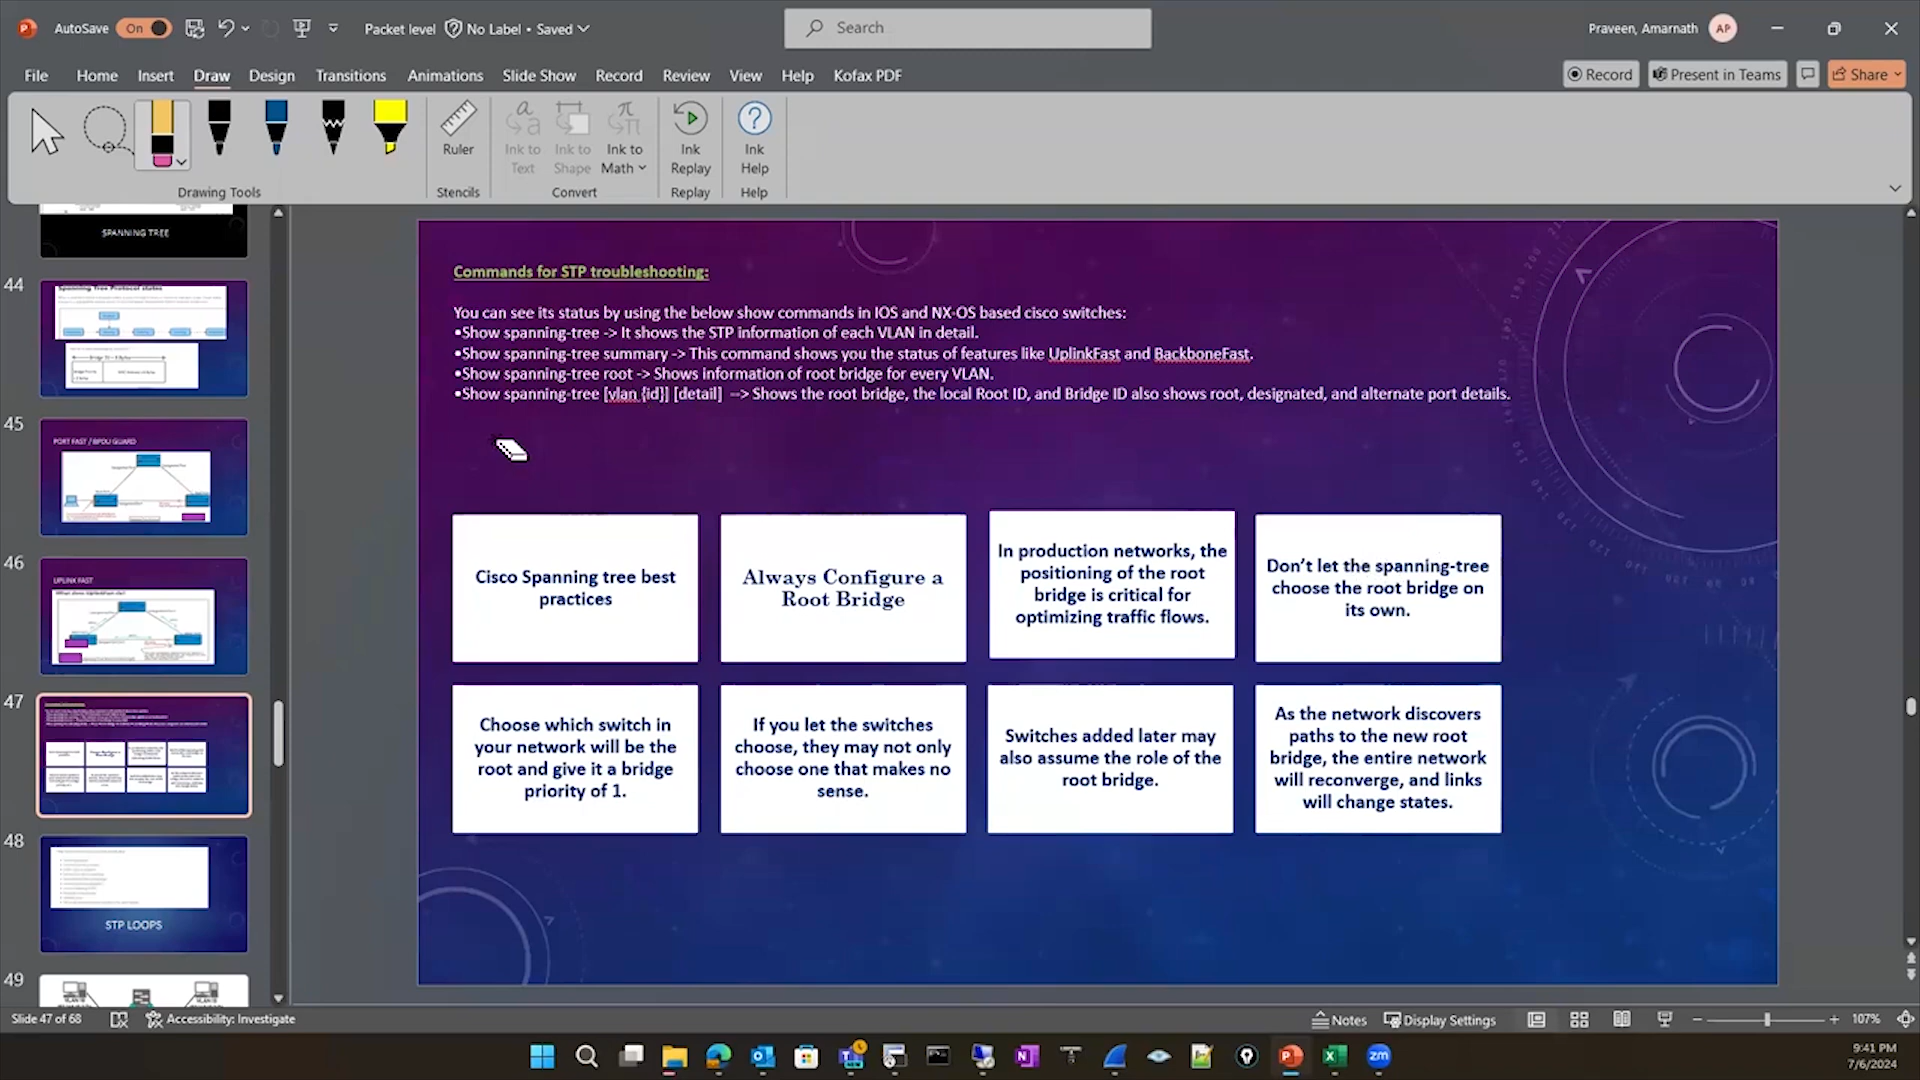 AutoSave On Packet level No Label • Saved Search Praveen, Amarnath AP
File Home Insert Draw Design Transitions Animations Slide Show Record Review View Help Kofax PDF Record Present in Teams Share
Ruler
Ink to Text
Ink to Shape
Ink to Math
Ink Replay
Ink Help
Drawing Tools Stencils Convert Replay Help
SPANNING TREE
44
Spanning Tree Protocol states
45
PORT FAST / BPDU GUARD
46
UPLINK FAST
47
48
STP LOOPS
49
Commands for STP troubleshooting:
You can see its status by using the below show commands in IOS and NX-OS based cisco switches:
•Show spanning-tree -> It shows the STP information of each VLAN in detail.
•Show spanning-tree summary -> This command shows you the status of features like UplinkFast and BackboneFast.
•Show spanning-tree root -> Shows information of root bridge for every VLAN.
•Show spanning-tree [vlan {id}] [detail] --> Shows the root bridge, the local Root ID, and Bridge ID also shows root, designated, and alternate port details.
Cisco Spanning tree best
practices
Always Configure a
Root Bridge
In production networks, the
positioning of the root
bridge is critical for
optimizing traffic flows.
Don't let the spanning-tree
choose the root bridge on
its own.
Choose which switch in
your network will be the
root and give it a bridge
priority of 1.
If you let the switches
choose, they may not only
choose one that makes no
sense.
Switches added later may
also assume the role of the
root bridge.
As the network discovers
paths to the new root
bridge, the entire network
will reconverge, and links
will change states.
Slide 47 of 68 Accessibility: Investigate Notes Display Settings 107%
9:41 PM
7/6/2024